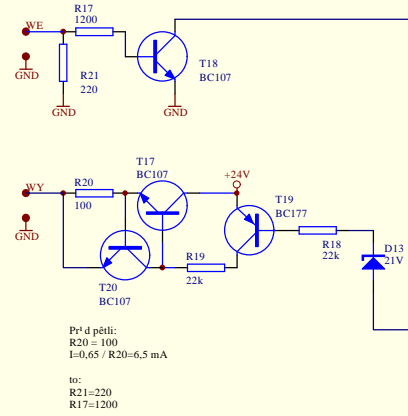 R17
1200
WE
R21
220
GND
GND
T18
BC107
GND
T17
BC107
+24V
WY
R20
100
T19
BC177
GND
R19
22k
R18
22k
D13
21V
T20
BC107
Pr¹ d pêtli:
R20 = 100
I=0,65 / R20=6,5 mA
to:
R21=220
R17=1200